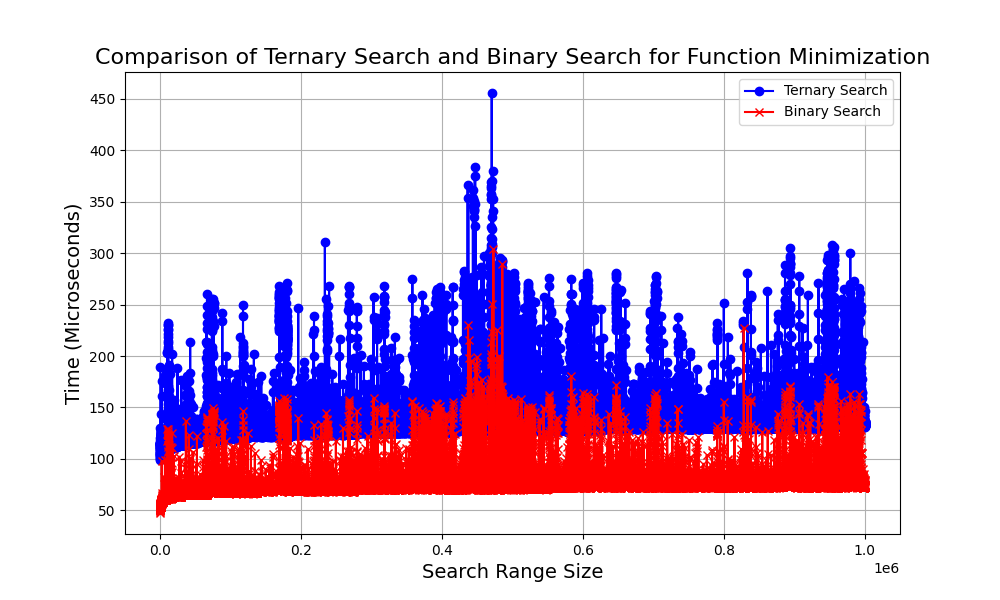 Comparison of Ternary Search and Binary Search for Function Minimization
Ternary Search
Binary Search
450
400
350
300
250
200
150
100
50
Time (Microseconds)
0.0 0.2 0.4 0.6 0.8 1.0
1e6
Search Range Size